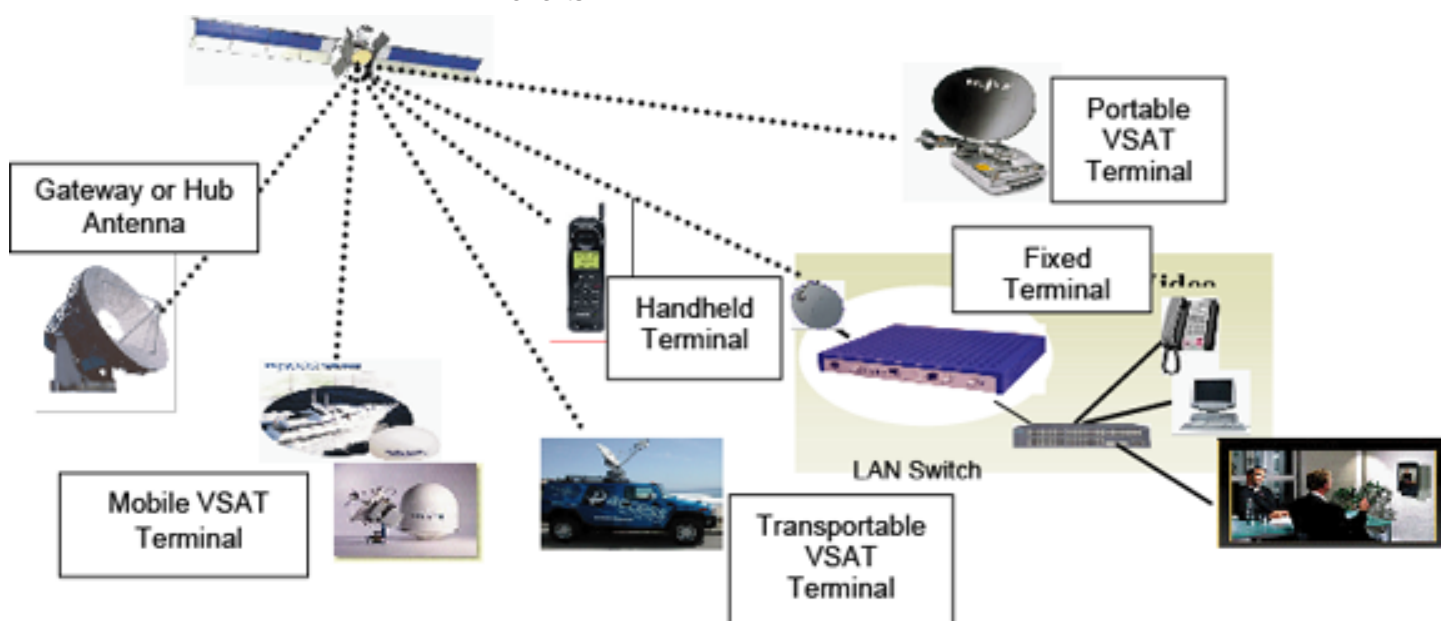 Portable
VSAT
Terminal
Gateway or Hub
Antenna
Fixed
Terminal
Handheld
Terminal
LAN Switch
Mobile VSAT
Terminal
Transportable
VSAT
Terminal